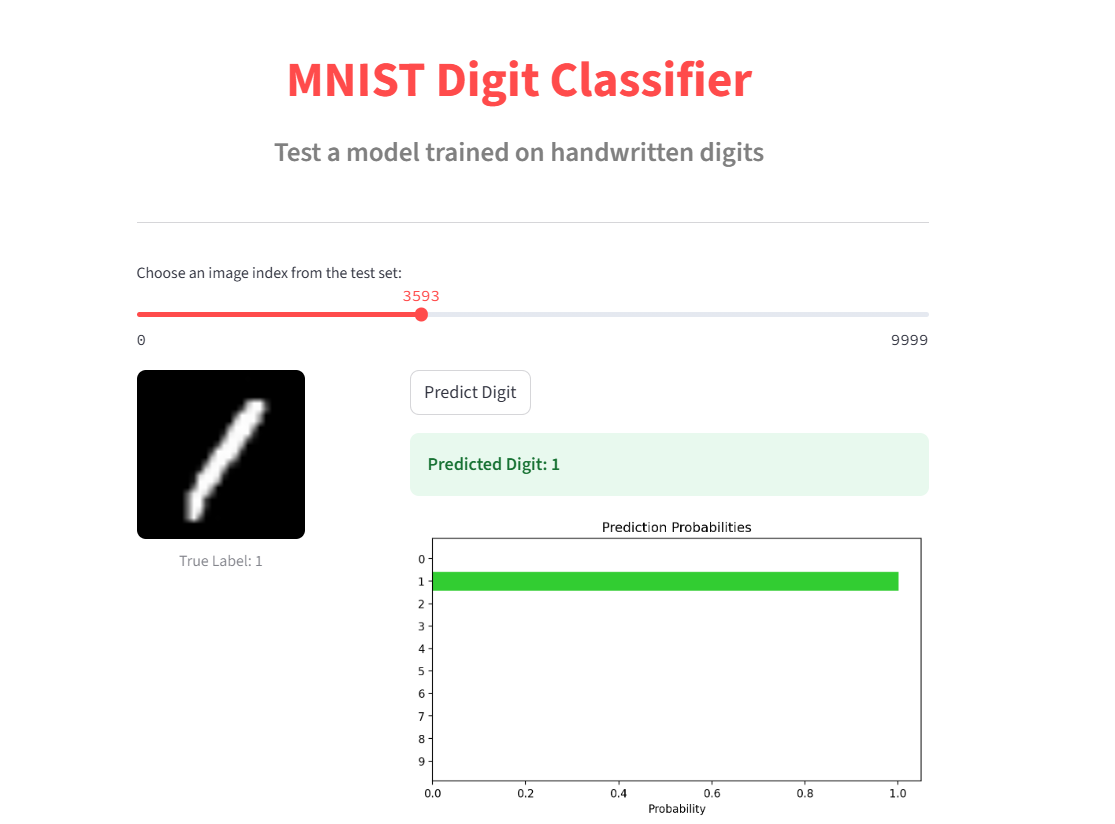 MNIST Digit Classifier
Test a model trained on handwritten digits
Choose an image index from the test set:
3593
0 9999
1
True Label: 1
Predict Digit
Predicted Digit: 1
Prediction Probabilities
0
1
2
3
4
5
6
7
8
9
0.0 0.2 0.4 0.6 0.8 1.0
Probability